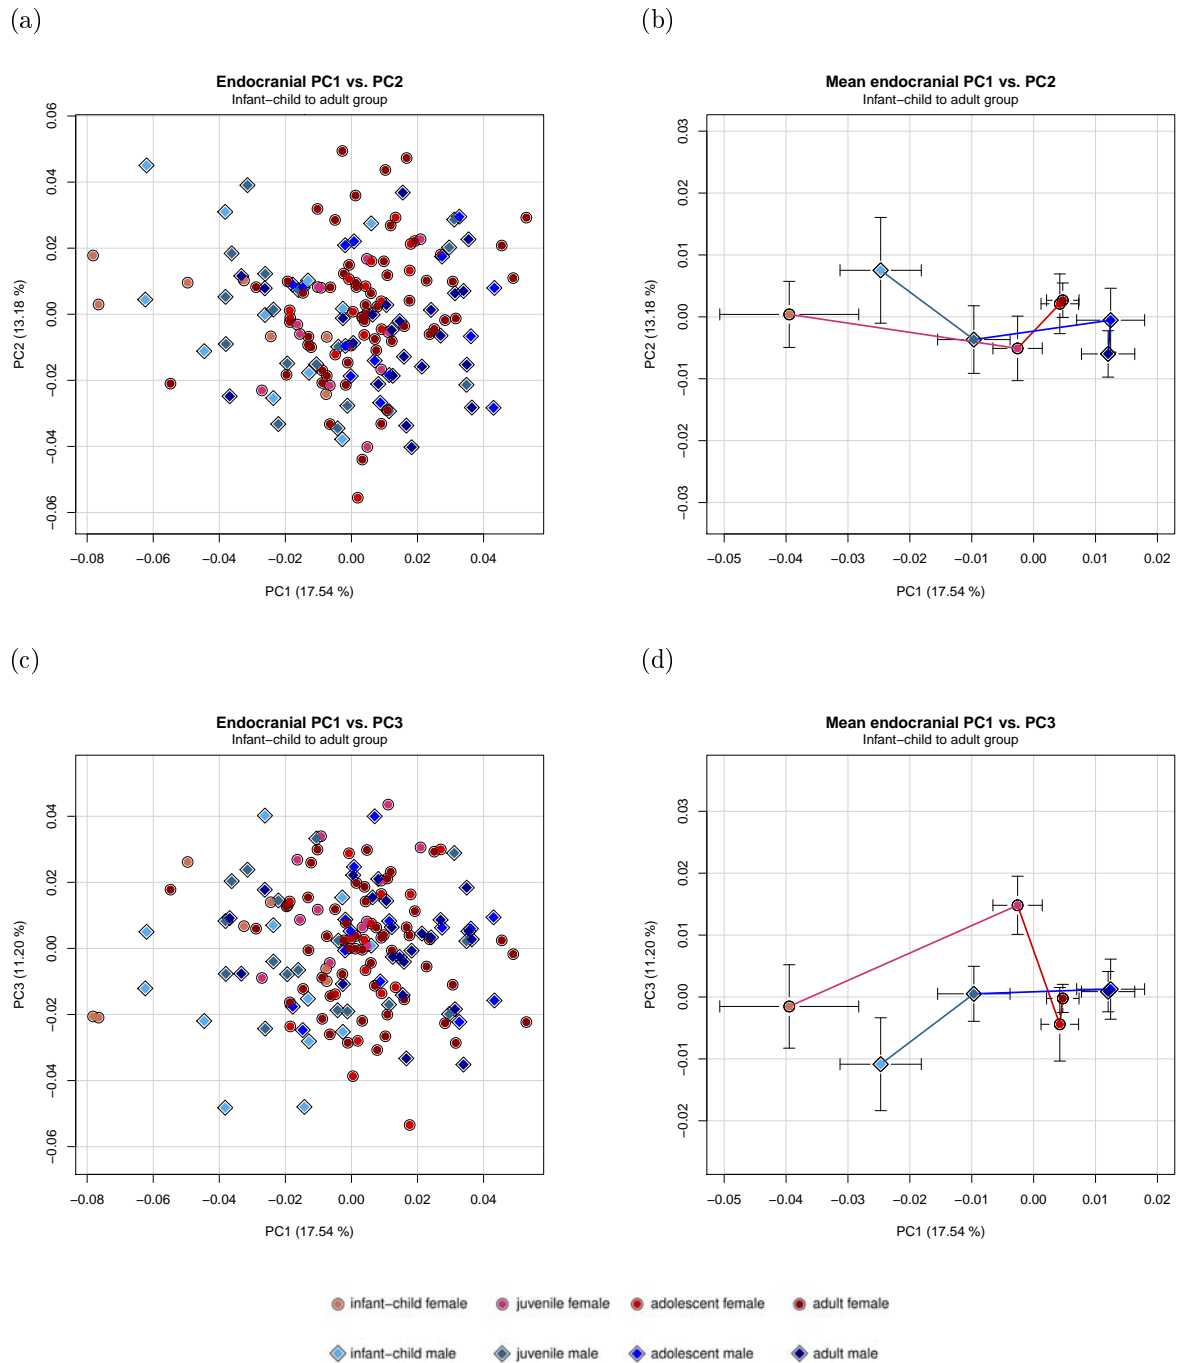 (a)
Endocranial PC1 vs. PC2
Infant−child to adult group
PC2 (13.18 %)
0.06
0.04
0.02
0.00
−0.02
−0.04
−0.06
−0.08 −0.06 −0.04 −0.02 0.00 0.02 0.04
PC1 (17.54 %)
(b)
Mean endocranial PC1 vs. PC2
Infant−child to adult group
PC2 (13.18 %)
0.03
0.02
0.01
0.00
−0.01
−0.02
−0.03
−0.05 −0.04 −0.03 −0.02 −0.01 0.00 0.01 0.02
PC1 (17.54 %)
(c)
Endocranial PC1 vs. PC3
Infant−child to adult group
PC3 (11.20 %)
0.04
0.02
0.00
−0.02
−0.04
−0.06
−0.08 −0.06 −0.04 −0.02 0.00 0.02 0.04
PC1 (17.54 %)
(d)
Mean endocranial PC1 vs. PC3
Infant−child to adult group
PC3 (11.20 %)
0.03
0.02
0.01
0.00
−0.01
−0.02
−0.05 −0.04 −0.03 −0.02 −0.01 0.00 0.01 0.02
PC1 (17.54 %)
infant−child female juvenile female adolescent female adult female
infant−child male juvenile male adolescent male adult male